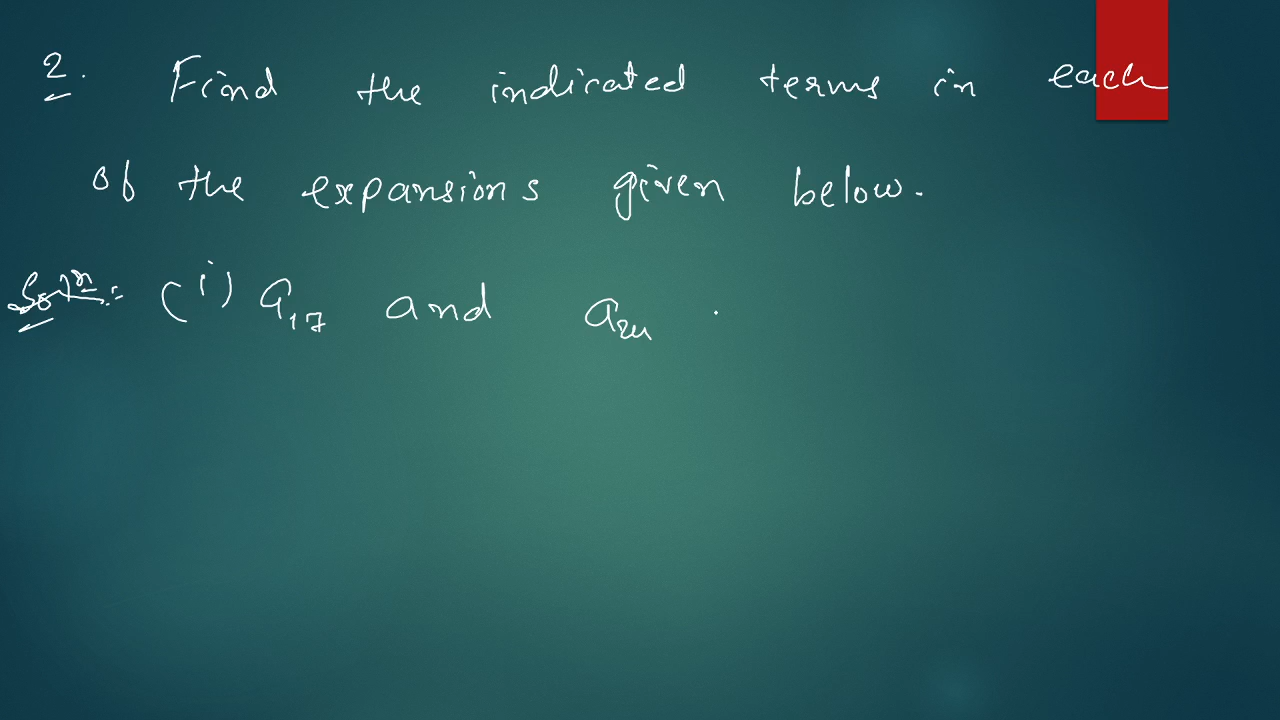 2. Find the indicated terms in each
of the expansions given below.
Solⁿ:- (i) a₁₇ and a₂₄ .